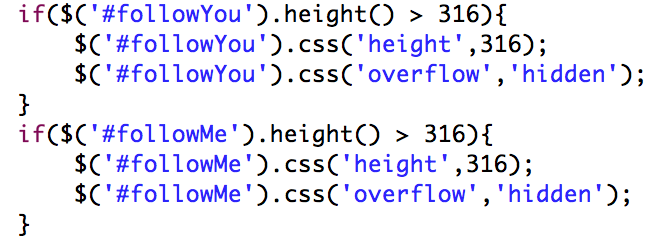 if($('#followYou').height() > 316){
    $('#followYou').css('height',316);
    $('#followYou').css('overflow','hidden');
}
if($('#followMe').height() > 316){
    $('#followMe').css('height',316);
    $('#followMe').css('overflow','hidden');
}